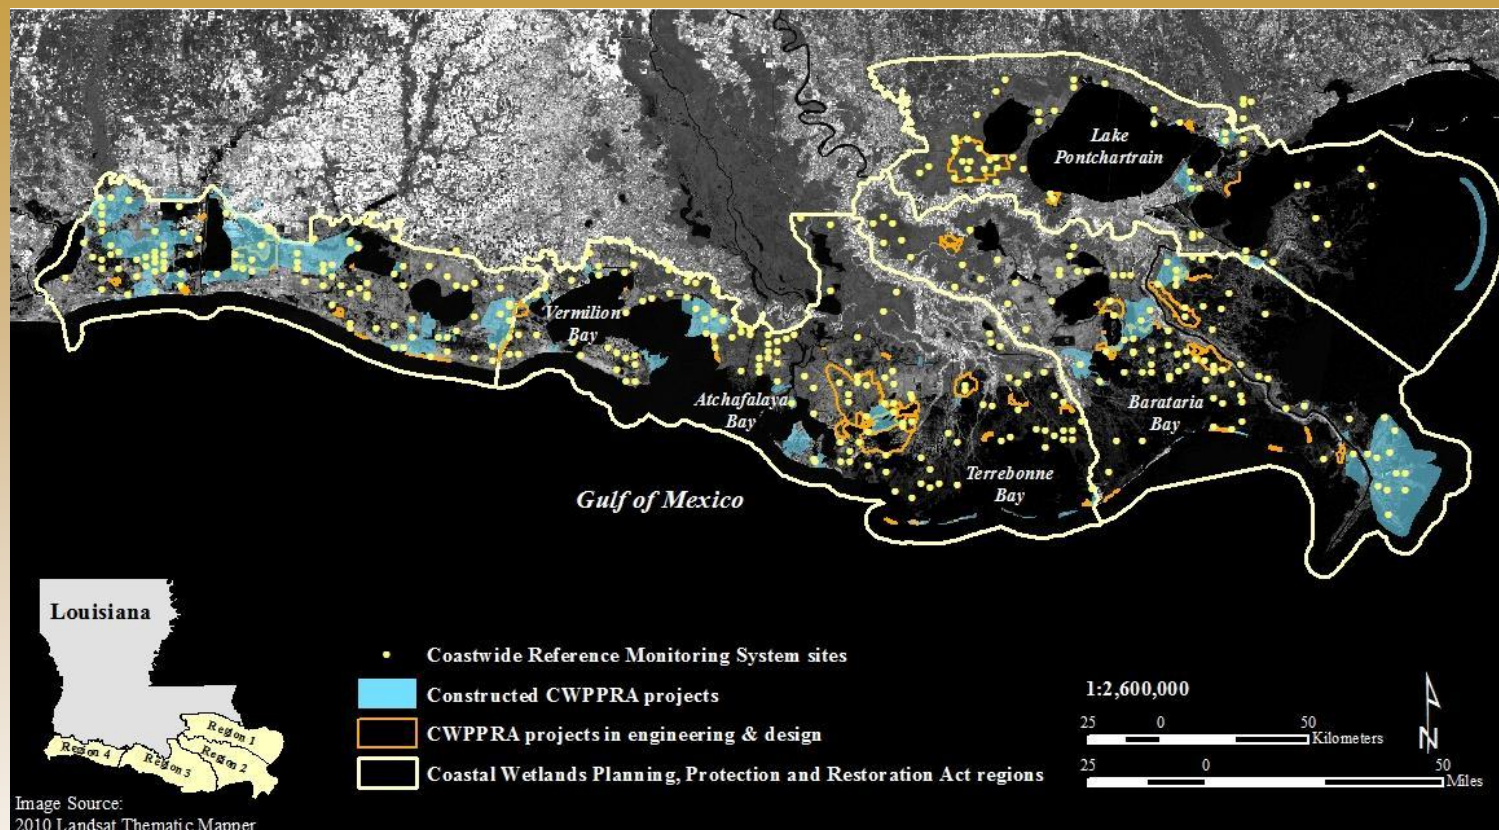 Lake
Pontchartrain
Vermilion
Bay
Atchafalaya
Bay
Barataria
Bay
Terrebonne
Bay
Gulf of Mexico
Louisiana
Region 1
Region 2
Region 3
Region 4
Coastwide Reference Monitoring System sites
Constructed CWPPRA projects
CWPPRA projects in engineering & design
Coastal Wetlands Planning, Protection and Restoration Act regions
1:2,600,000
25 0 50
Kilometers
25 0 50
Miles
N
Image Source:
2010 Landsat Thematic Mapper